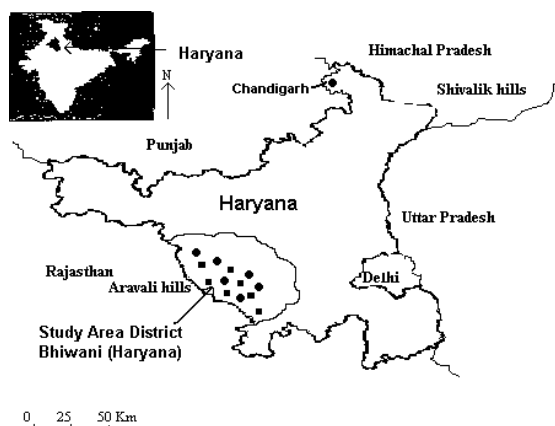 Haryana
N
Himachal Pradesh
Chandigarh
Shivalik hills
Punjab
Haryana
Uttar Pradesh
Rajasthan
Aravali hills
Delhi
Study Area District
Bhiwani (Haryana)
0 25 50 Km